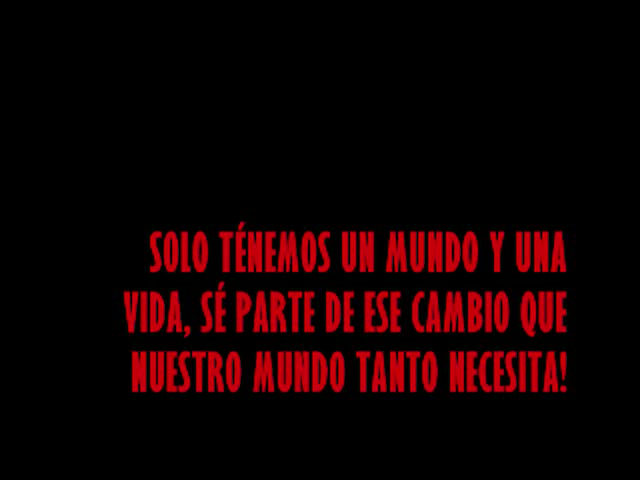 SOLO TÉNEMOS UN MUNDO Y UNA
VIDA, SÉ PARTE DE ESE CAMBIO QUE
NUESTRO MUNDO TANTO NECESITA!